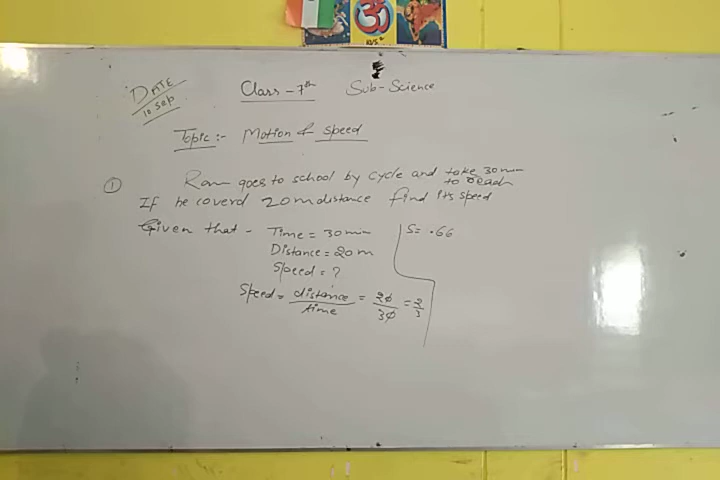 ॐ
DATE
10 sep
Class - 7th Sub - Science
Topic :- Motion & speed
① Ram goes to school by cycle and take 30 min
to reach
If he coverd 20m distance find its speed
Given that - Time = 30 min
Distance = 20 m
Speed = ?
Speed = distance/time = 20/30 = 2/3
S = .66